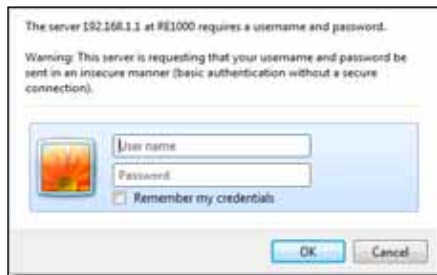 The server 192.168.1.1 at RE1000 requires a username and password.
Warning: This server is requesting that your username and password be
sent in an insecure manner (basic authentication without a secure
connection).
User name
Password
Remember my credentials
OK
Cancel